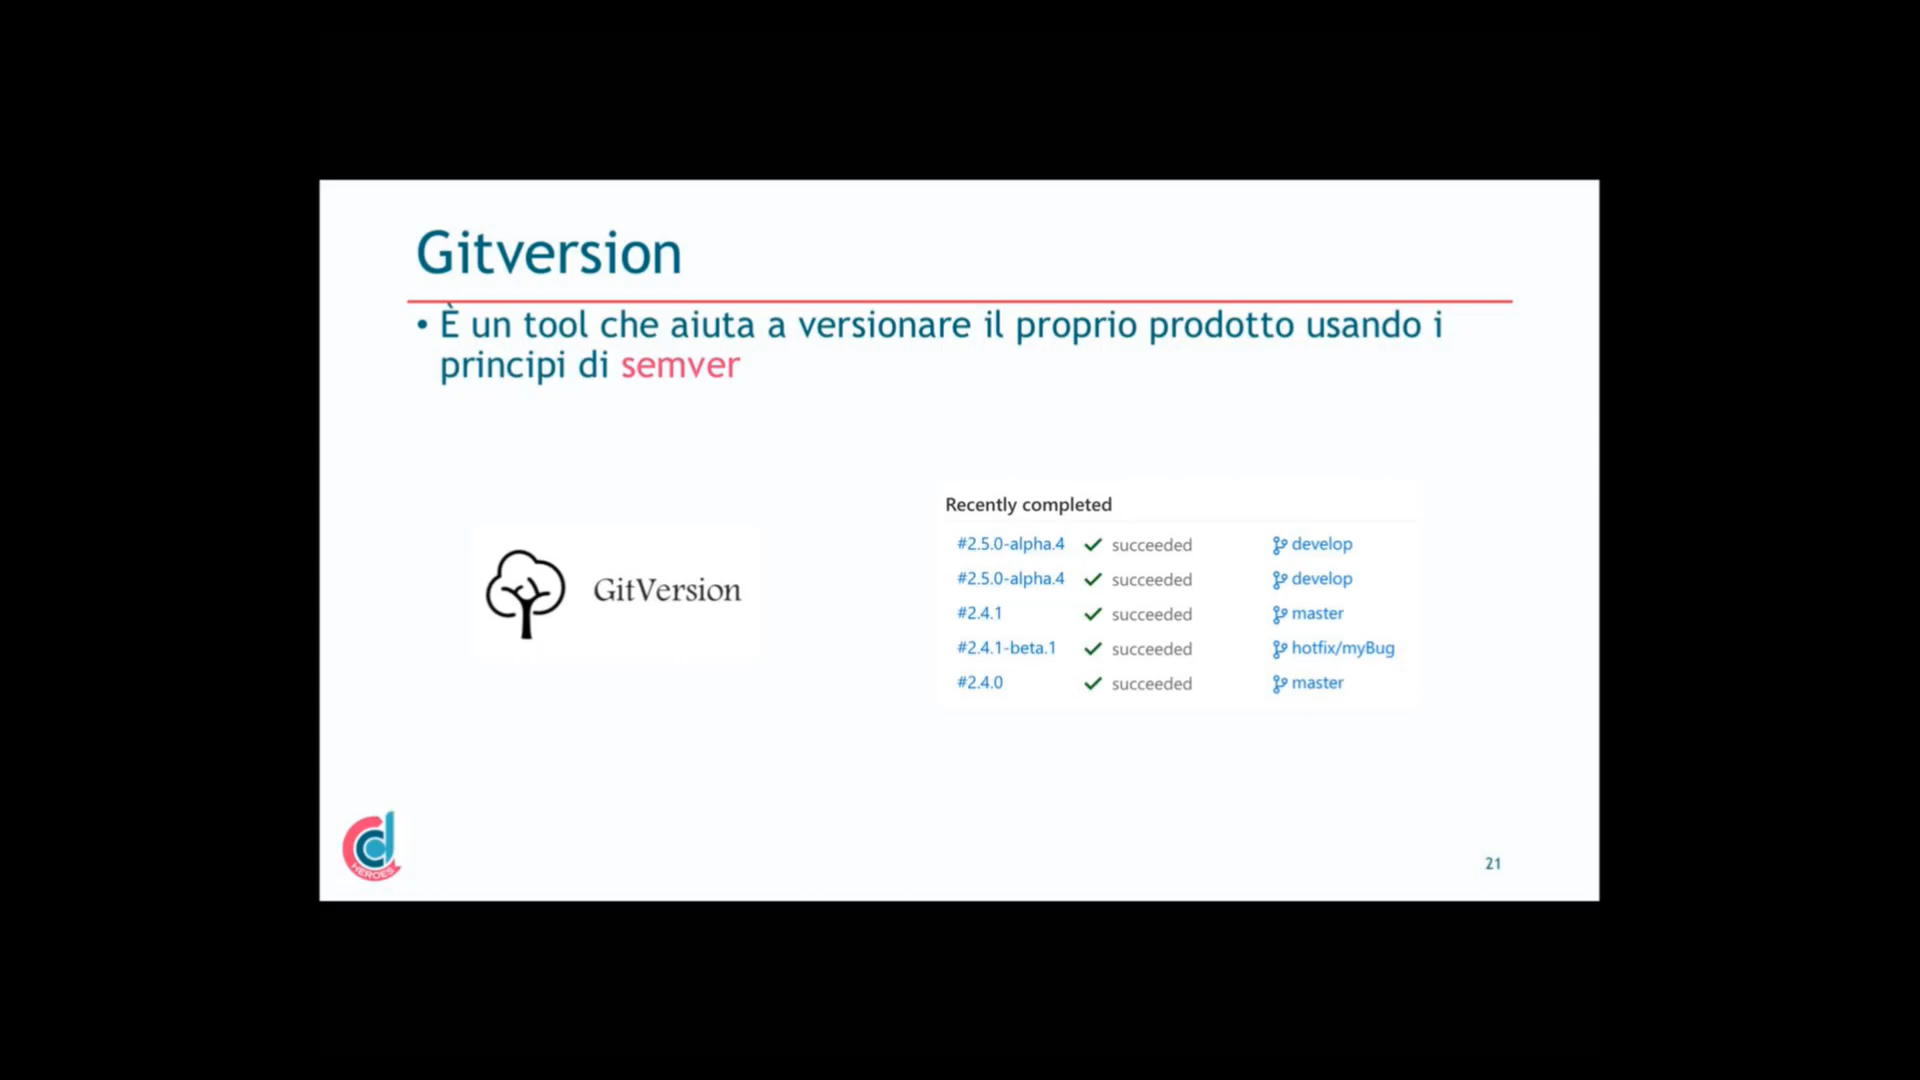 Gitversion
• È un tool che aiuta a versionare il proprio prodotto usando i
principi di semver
GitVersion
Recently completed
#2.5.0-alpha.4 succeeded develop
#2.5.0-alpha.4 succeeded develop
#2.4.1 succeeded master
#2.4.1-beta.1 succeeded hotfix/myBug
#2.4.0 succeeded master
cd
HEROES
21